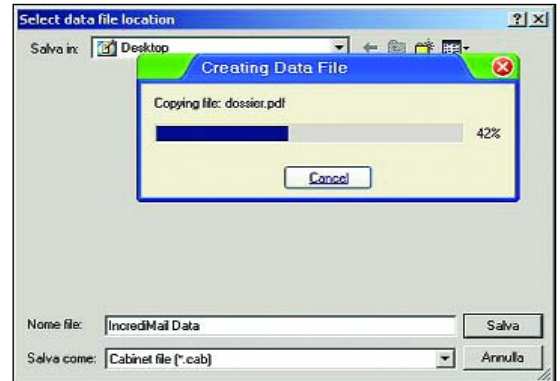 Select data file location
Salva in: Desktop
Creating Data File
Copying file: dossier.pdf
42%
Cancel
Nome file: IncrediMail Data Salva
Salva come: Cabinet file (*.cab) Annulla